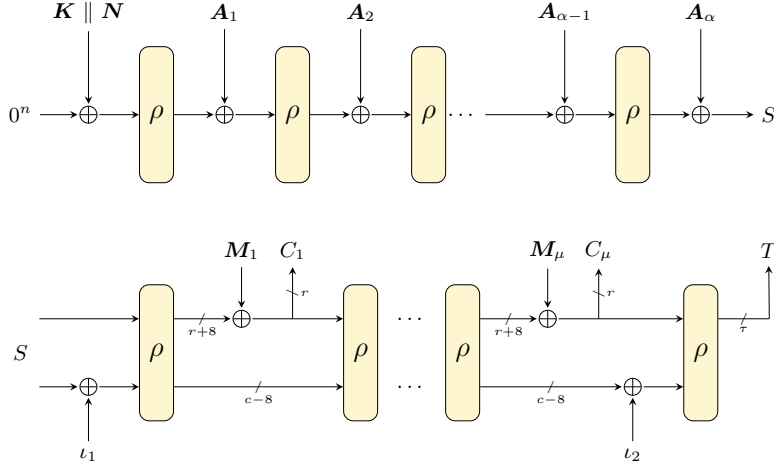 K ∥ N A₁ A₂ A_{α−1} A_α
0ⁿ ρ ρ ρ ··· ρ S
M₁ C₁ M_μ C_μ T
r r
r+8 ··· r+8 τ
S ρ ρ ρ ρ
c−8 ··· c−8
ι₁ ι₂